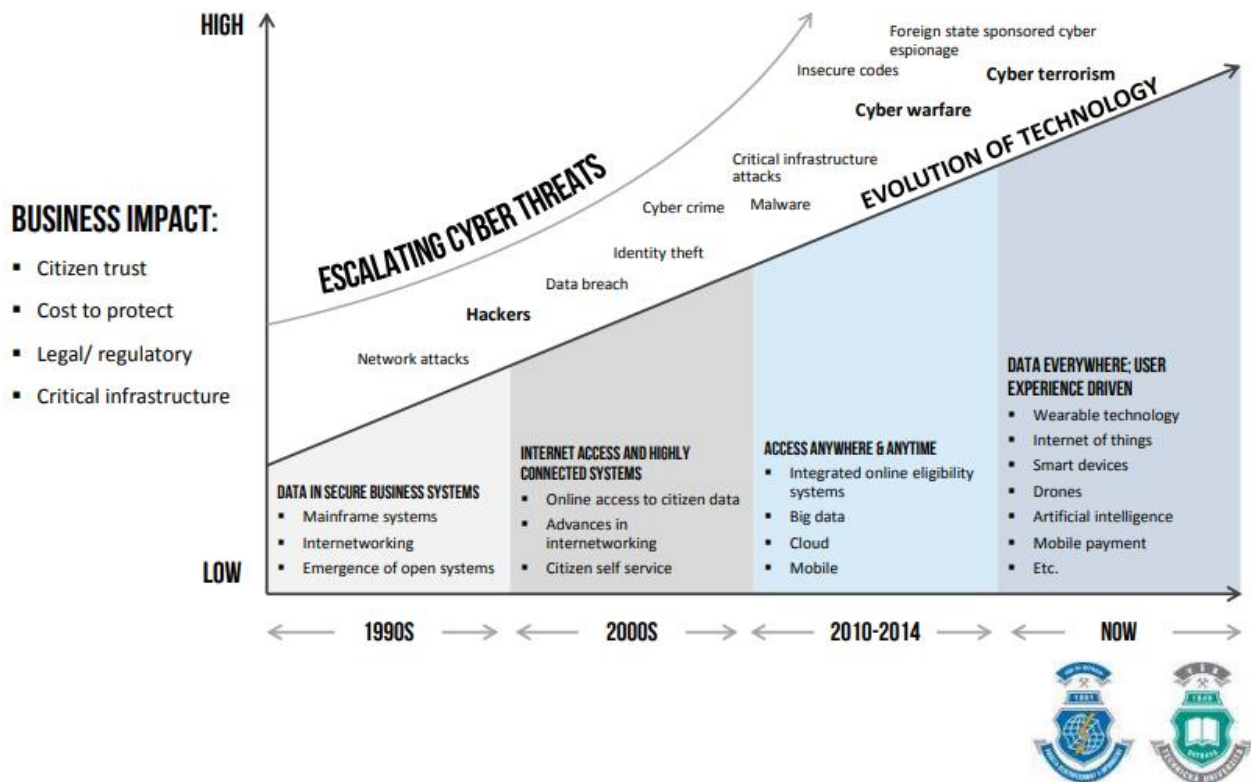 HIGH
Foreign state sponsored cyber
espionage
Insecure codes
Cyber terrorism
Cyber warfare
EVOLUTION OF TECHNOLOGY
Critical infrastructure
attacks
ESCALATING CYBER THREATS
Cyber crime
Malware
Identity theft
Data breach
Hackers
Network attacks
BUSINESS IMPACT:
▪ Citizen trust
▪ Cost to protect
▪ Legal/ regulatory
▪ Critical infrastructure
DATA IN SECURE BUSINESS SYSTEMS
▪ Mainframe systems
▪ Internetworking
▪ Emergence of open systems
INTERNET ACCESS AND HIGHLY
CONNECTED SYSTEMS
▪ Online access to citizen data
▪ Advances in
internetworking
▪ Citizen self service
ACCESS ANYWHERE & ANYTIME
▪ Integrated online eligibility
systems
▪ Big data
▪ Cloud
▪ Mobile
DATA EVERYWHERE; USER
EXPERIENCE DRIVEN
▪ Wearable technology
▪ Internet of things
▪ Smart devices
▪ Drones
▪ Artificial intelligence
▪ Mobile payment
▪ Etc.
LOW
1990S
2000S
2010-2014
NOW